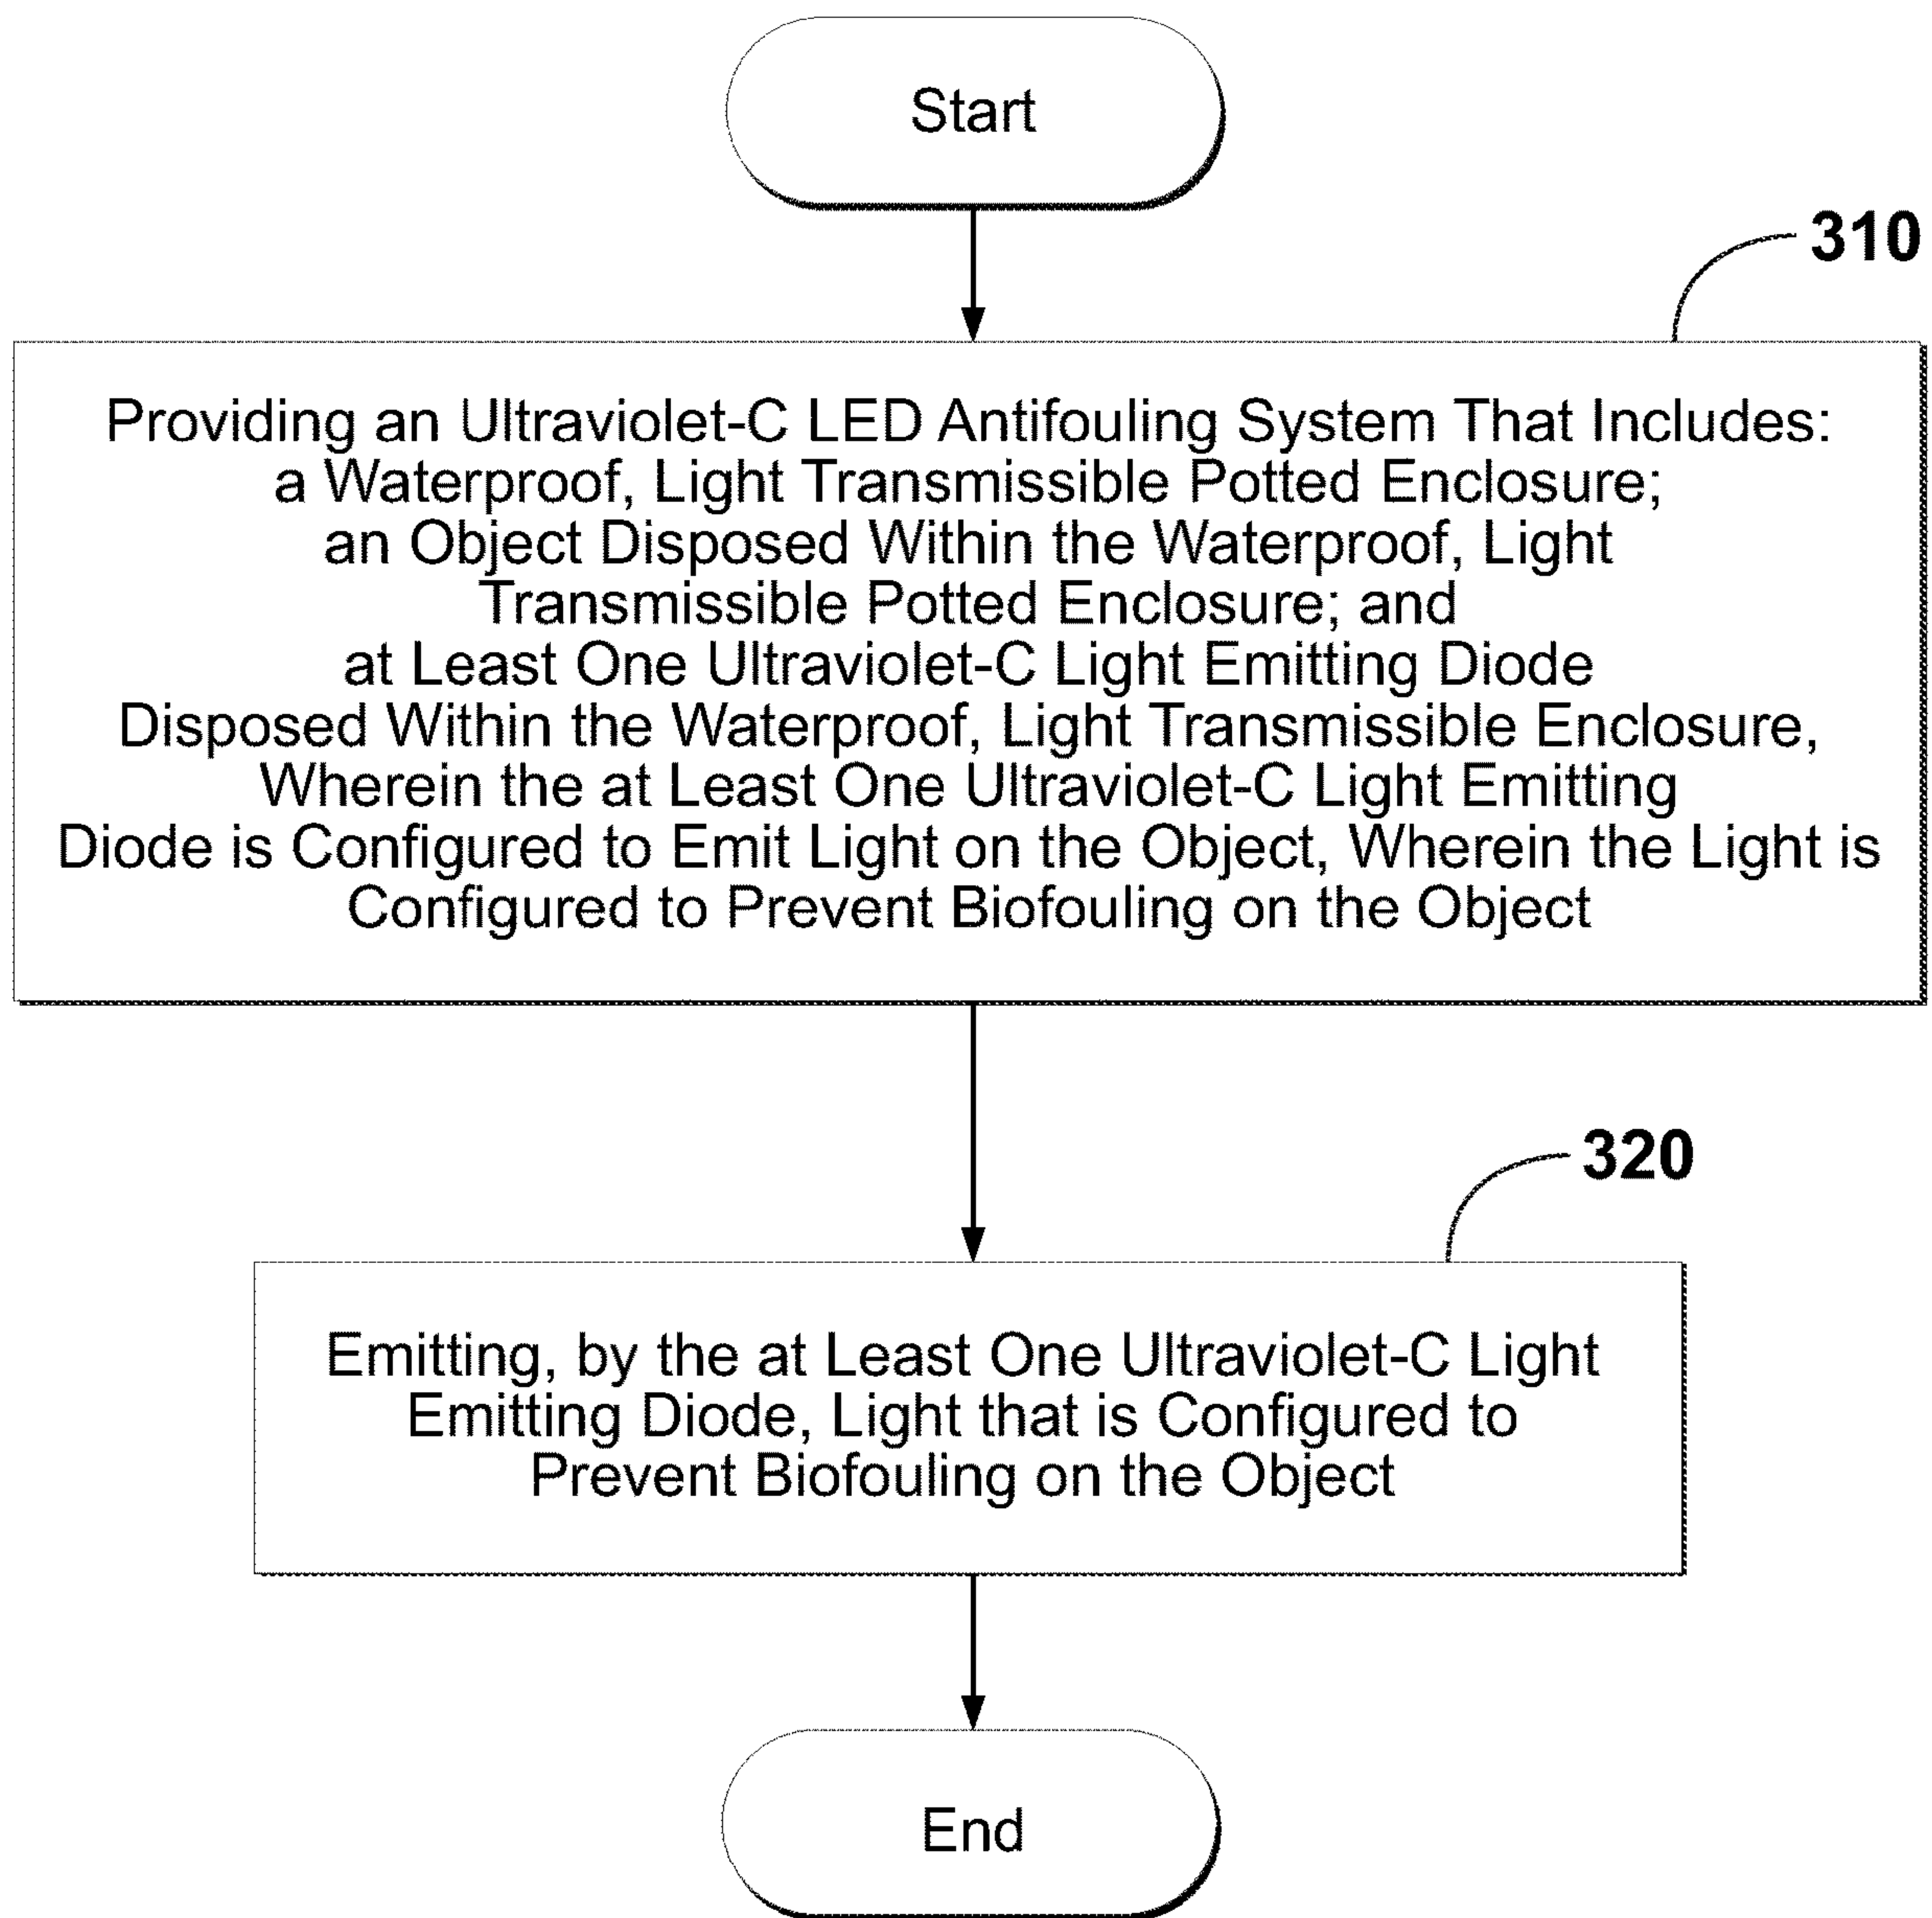 Start
310
Providing an Ultraviolet-C LED Antifouling System That Includes:
a Waterproof, Light Transmissible Potted Enclosure;
an Object Disposed Within the Waterproof, Light
Transmissible Potted Enclosure; and
at Least One Ultraviolet-C Light Emitting Diode
Disposed Within the Waterproof, Light Transmissible Enclosure,
Wherein the at Least One Ultraviolet-C Light Emitting
Diode is Configured to Emit Light on the Object, Wherein the Light is
Configured to Prevent Biofouling on the Object
320
Emitting, by the at Least One Ultraviolet-C Light
Emitting Diode, Light that is Configured to
Prevent Biofouling on the Object
End